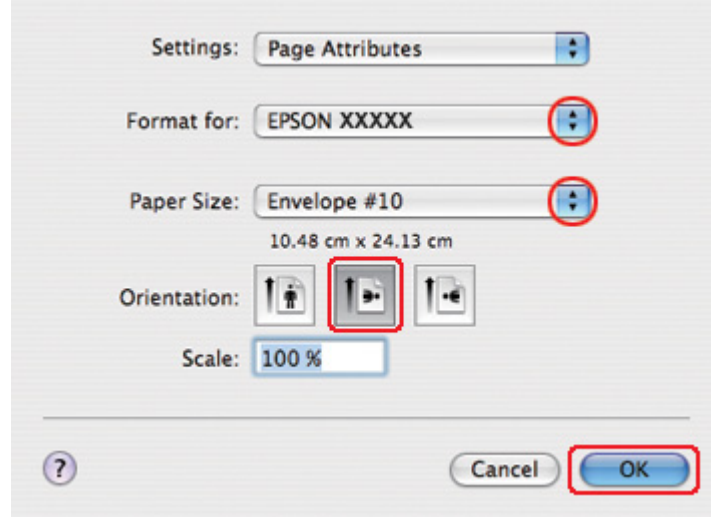 Settings: Page Attributes
Format for: EPSON XXXXX
Paper Size: Envelope #10
10.48 cm x 24.13 cm
Orientation:
Scale: 100 %
? Cancel OK